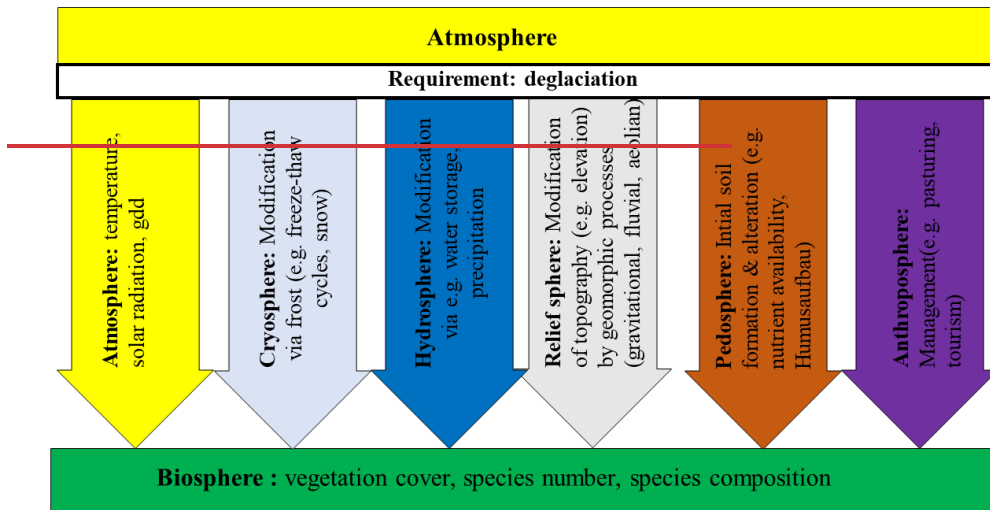 Atmosphere
Requirement: deglaciation
Atmosphere: temperature,
solar radiation, gdd
Cryosphere: Modification
via frost (e.g. freeze-thaw
cycles, snow)
Hydrosphere: Modification
via e.g. water storage,
precipitation
Relief sphere: Modification
of topography (e.g. elevation)
by geomorphic processes
(gravitational, fluvial, aeolian)
Pedosphere: Intial soil
formation & alteration (e.g.
nutrient availability,
Humusaufbau)
Anthroposphere:
Management(e.g. pasturing,
tourism)
Biosphere : vegetation cover, species number, species composition